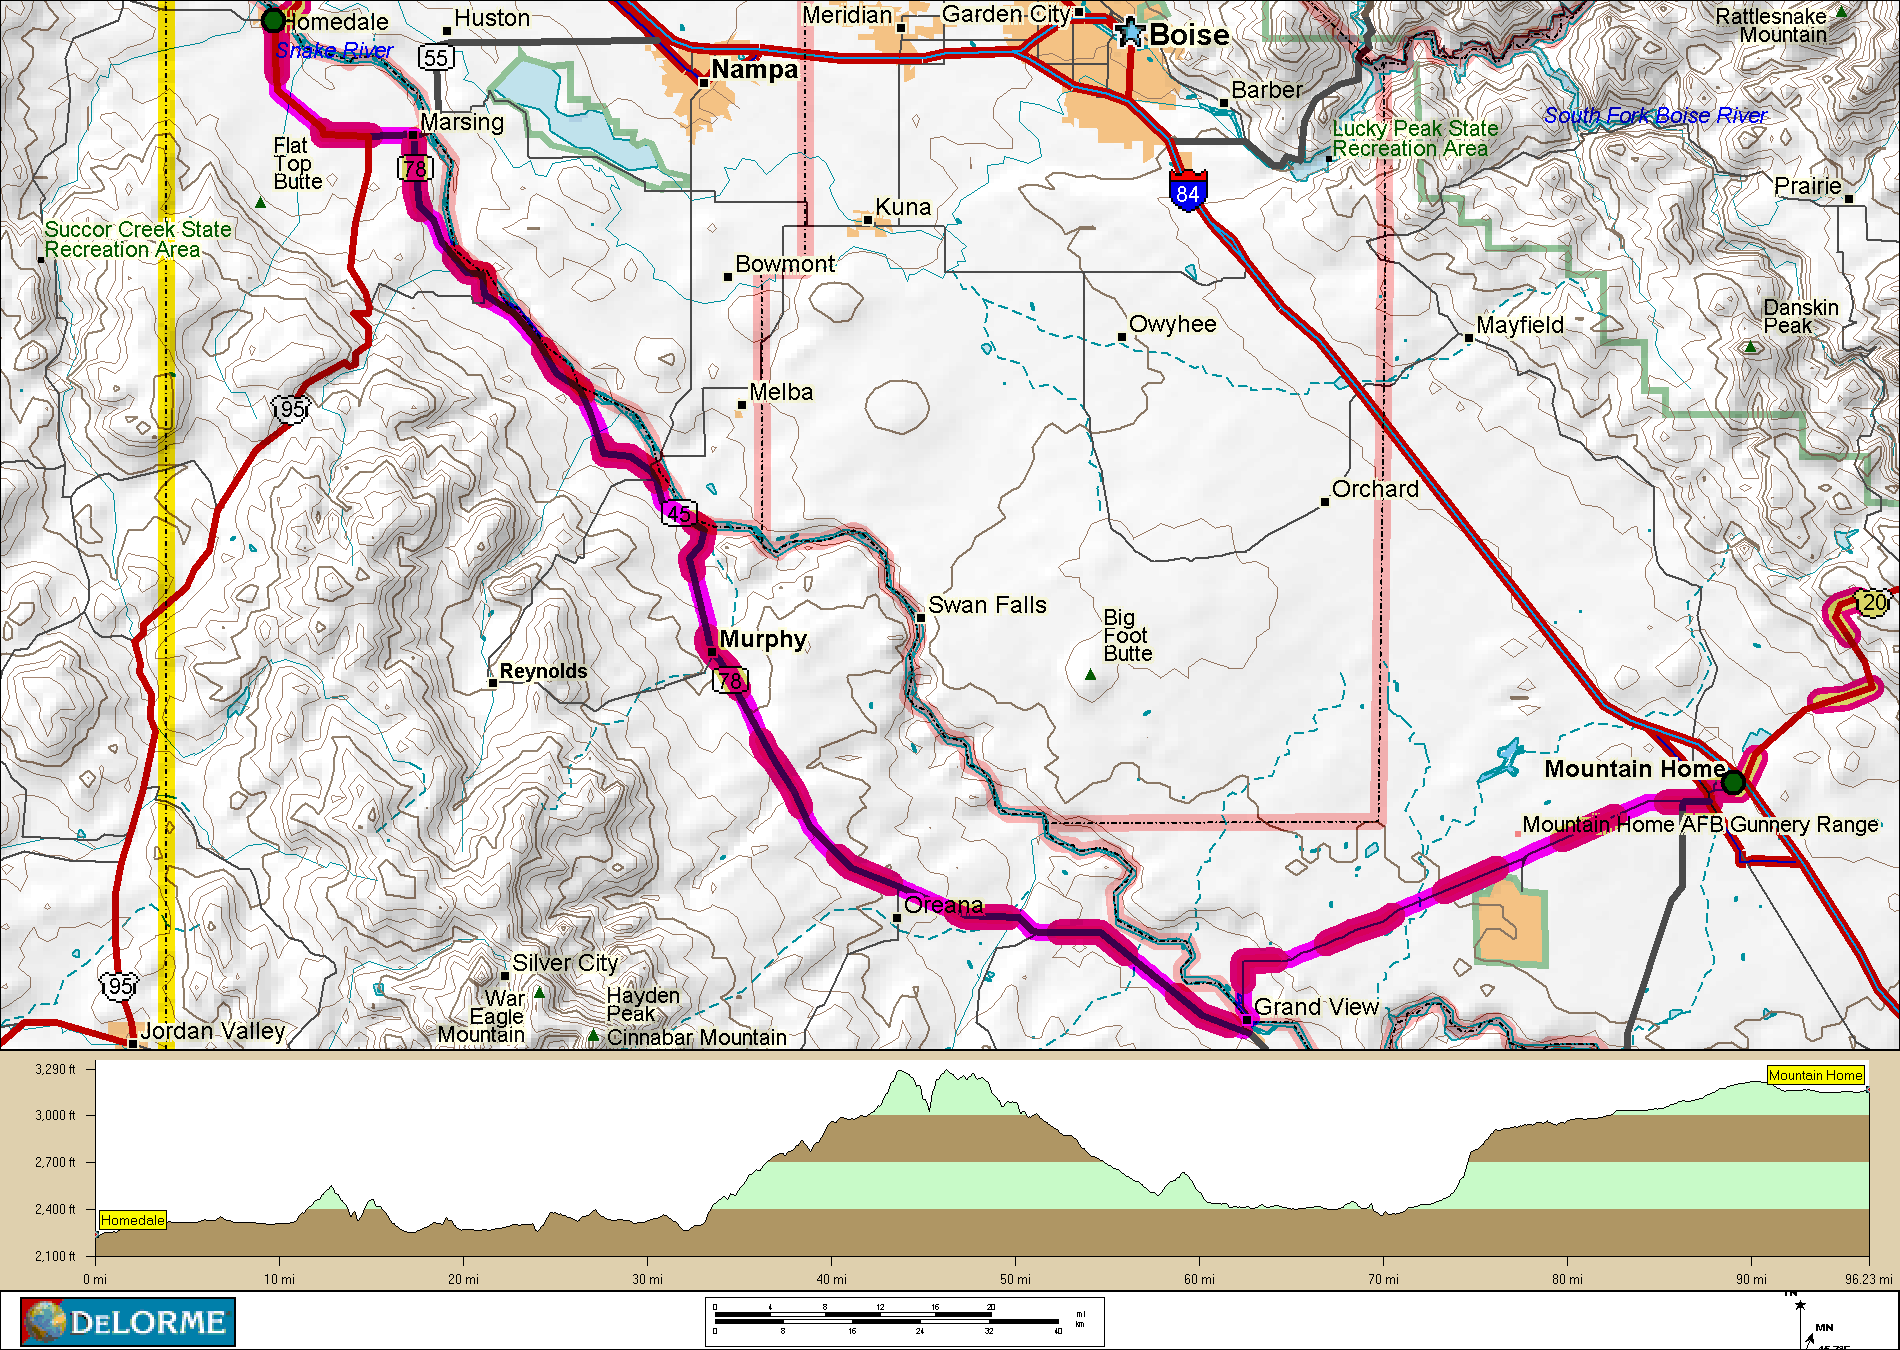 Homedale
Snake River
Huston
55
Meridian
Garden City
Boise
Nampa
Barber
Rattlesnake
Mountain
South Fork Boise River
Marsing
Flat
Top
Butte
78
Lucky Peak State
Recreation Area
84
Prairie
Kuna
Succor Creek State
Recreation Area
Bowmont
Owyhee
Mayfield
Danskin
Peak
Melba
95
45
Orchard
Swan Falls
Big
Foot
Butte
20
Murphy
78
Reynolds
Mountain Home
Mountain Home AFB Gunnery Range
Oreana
Silver City
War
Eagle
Mountain
Hayden
Peak
Cinnabar Mountain
Grand View
95
Jordan Valley
3,290 ft
3,000 ft
2,700 ft
2,400 ft
2,100 ft
Homedale
Mountain Home
0 mi
10 mi
20 mi
30 mi
40 mi
50 mi
60 mi
70 mi
80 mi
90 mi
96.23 mi
DELORME
0 4 8 12 16 20 mi
0 8 16 24 32 40 km
MN